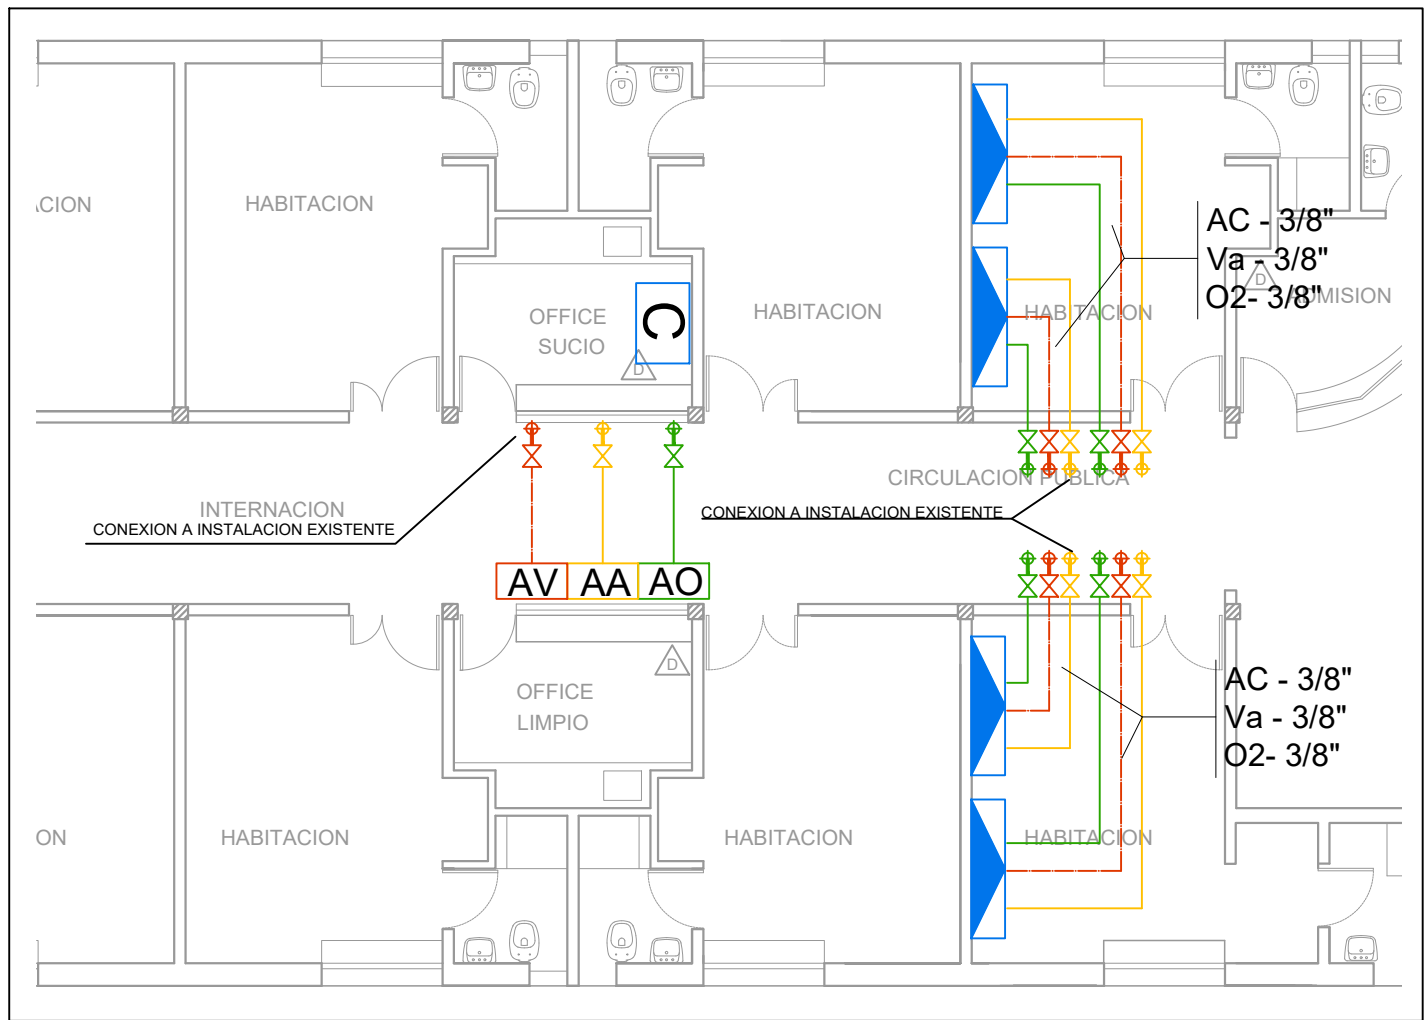 ACION
HABITACION
AC - 3/8"
Va - 3/8"
O2- 3/8"
D
ADMISION
OFFICE
SUCIO
C
D
HABITACION
HABITACION
INTERNACION
CONEXION A INSTALACION EXISTENTE
CIRCULACION PUBLICA
CONEXION A INSTALACION EXISTENTE
AV
AA
AO
OFFICE
LIMPIO
D
AC - 3/8"
Va - 3/8"
O2- 3/8"
ION
HABITACION
HABITACION
HABITACION